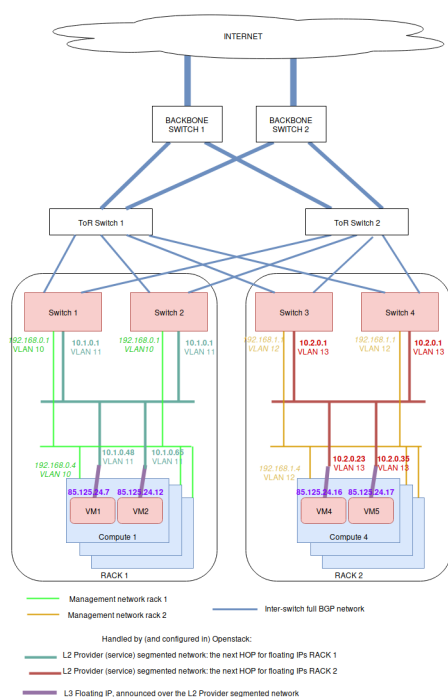 INTERNET
BACKBONE
SWITCH 1
BACKBONE
SWITCH 2
ToR Switch 1
ToR Switch 2
Switch 1
Switch 2
Switch 3
Switch 4
192.168.0.1
VLAN 10
10.1.0.1
VLAN 11
192.168.0.1
VLAN10
10.1.0.1
VLAN 11
192.168.1.1
VLAN 12
10.2.0.1
VLAN 13
192.168.1.1
VLAN 12
10.2.0.1
VLAN 13
192.168.0.4
VLAN 10
10.1.0.48
VLAN 11
10.1.0.66
VLAN 11
192.168.1.4
VLAN 12
10.2.0.23
VLAN 13
10.2.0.35
VLAN 13
85.125.24.7
85.125.24.12
85.125.24.16
85.125.24.17
VM1
VM2
VM4
VM5
Compute 1
Compute 4
RACK 1
RACK 2
Management network rack 1
Management network rack 2
Inter-switch full BGP network
Handled by (and configured in) Openstack:
L2 Provider (service) segmented network: the next HOP for floating IPs RACK 1
L2 Provider (service) segmented network: the next HOP for floating IPs RACK 2
L3 Floating IP, announced over the L2 Provider segmented network